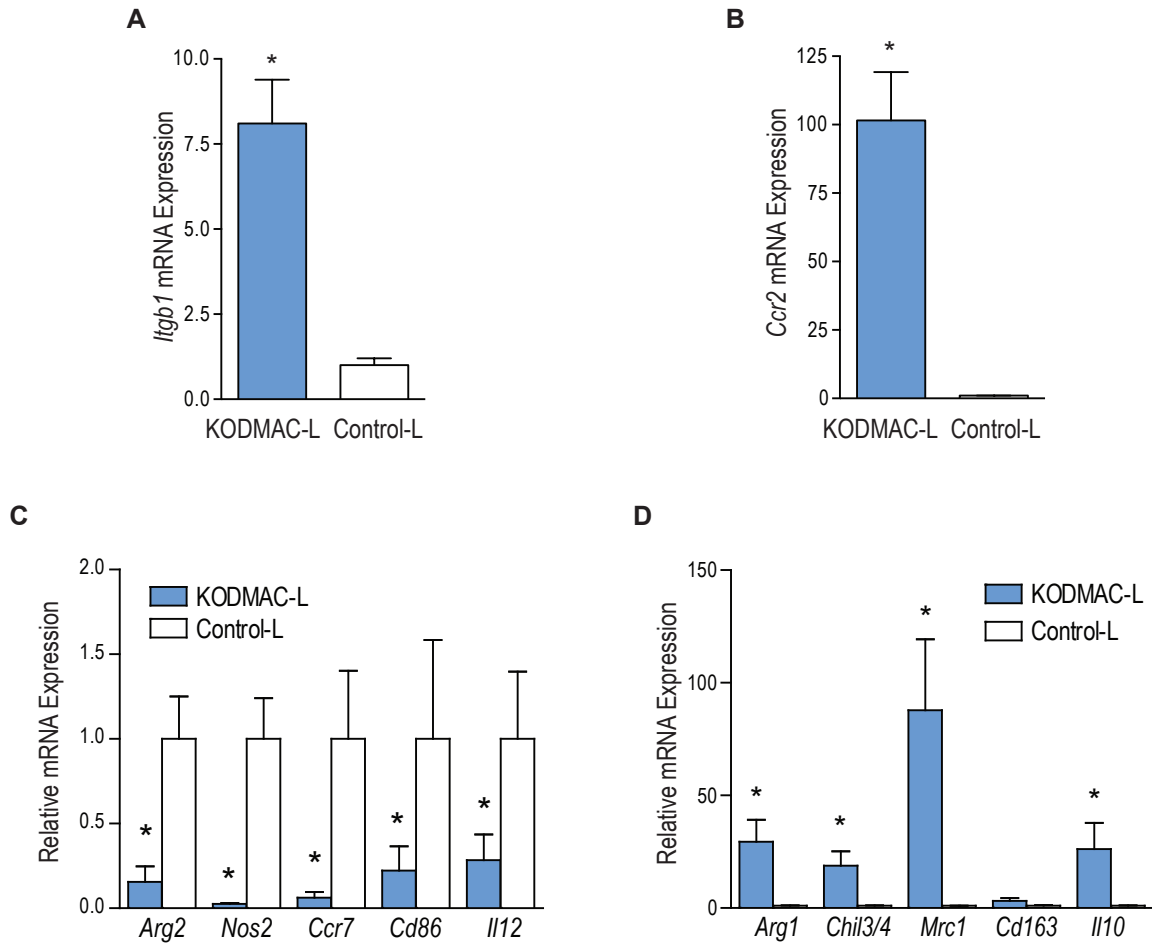 A
Itgb1 mRNA Expression
10.0
7.5
5.0
2.5
0.0
*
KODMAC-L Control-L
B
Ccr2 mRNA Expression
125
100
75
50
25
0
*
KODMAC-L Control-L
C
Relative mRNA Expression
2.0
1.5
1.0
0.5
0.0
KODMAC-L
Control-L
* * * * *
Arg2 Nos2 Ccr7 Cd86 Il12
D
Relative mRNA Expression
150
100
50
0
KODMAC-L
Control-L
* * * *
Arg1 Chil3/4 Mrc1 Cd163 Il10